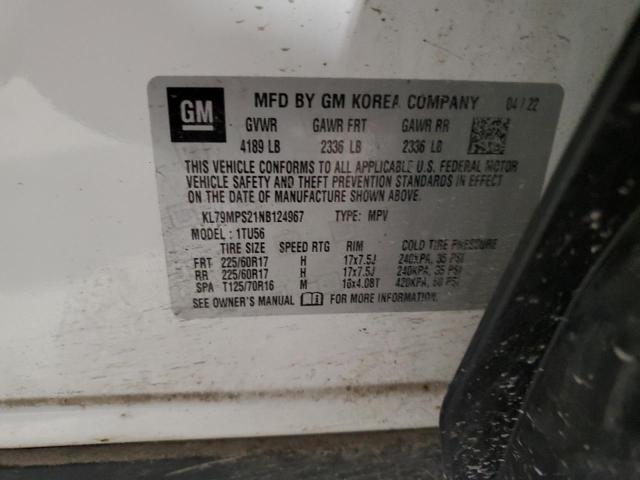 GM MFD BY GM KOREA COMPANY 04 / 22
GVWR GAWR FRT GAWR RR
4189 LB 2336 LB 2336 LB
THIS VEHICLE CONFORMS TO ALL APPLICABLE U.S. FEDERAL MOTOR
VEHICLE SAFETY AND THEFT PREVENTION STANDARDS IN EFFECT
ON THE DATE OF MANUFACTURE SHOWN ABOVE.
KL79MPS21NB124967 TYPE: MPV
MODEL : 1TU56
TIRE SIZE SPEED RTG RIM COLD TIRE PRESSURE
FRT 225/60R17 H 17x7.5J 240KPA, 35 PSI
RR 225/60R17 H 17x7.5J 240KPA, 35 PSI
SPA T125/70R16 M 16x4.0BT 420KPA, 60 PSI
SEE OWNER'S MANUAL FOR MORE INFORMATION.